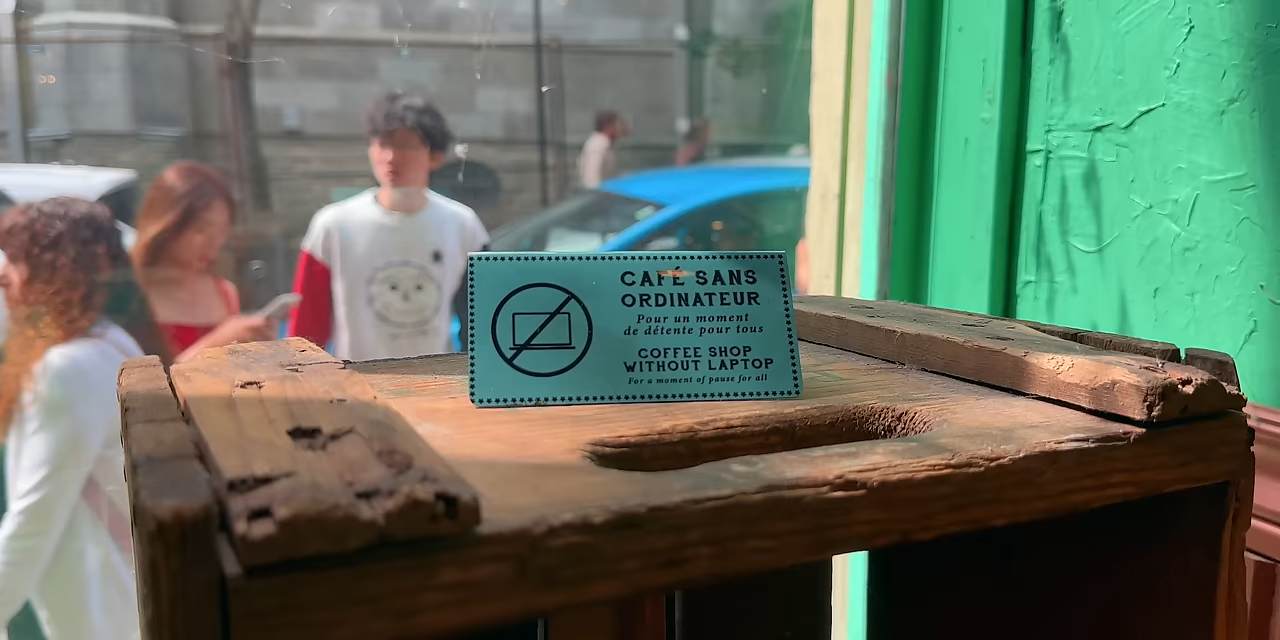 CAFÉ SANS
ORDINATEUR
Pour un moment
de détente pour tous
COFFEE SHOP
WITHOUT LAPTOP
For a moment of pause for all